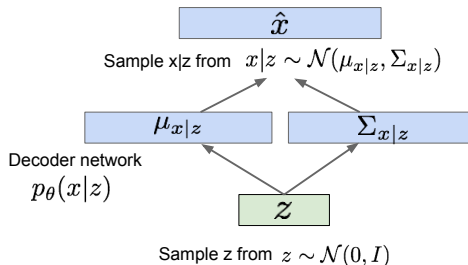 x̂
Sample x|z from x|z ∼ 𝒩(μ_{x|z}, Σ_{x|z})
μ_{x|z} Σ_{x|z}
Decoder network
p_θ(x|z)
z
Sample z from z ∼ 𝒩(0, I)